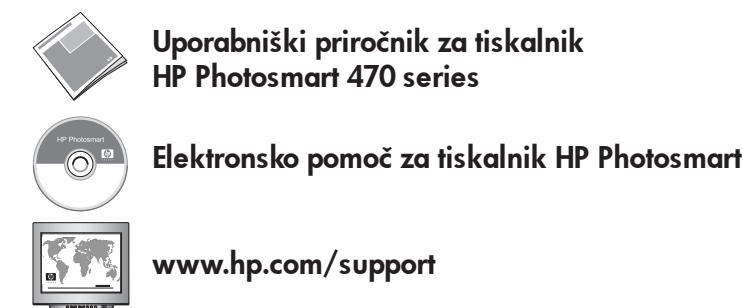 Uporabniški priročnik za tiskalnik
HP Photosmart 470 series
HP Photosmart
Elektronsko pomoč za tiskalnik HP Photosmart
www.hp.com/support